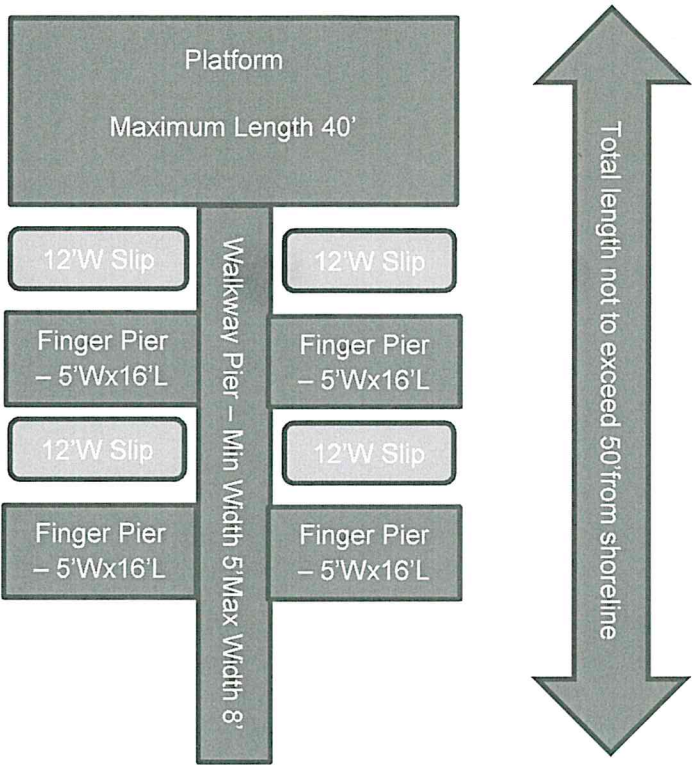 Platform
Maximum Length 40'
12'W Slip
12'W Slip
Finger Pier
– 5'Wx16'L
Finger Pier
– 5'Wx16'L
12'W Slip
12'W Slip
Finger Pier
– 5'Wx16'L
Finger Pier
– 5'Wx16'L
Walkway Pier – Min Width 5'Max Width 8'
Total length not to exceed 50'from shoreline